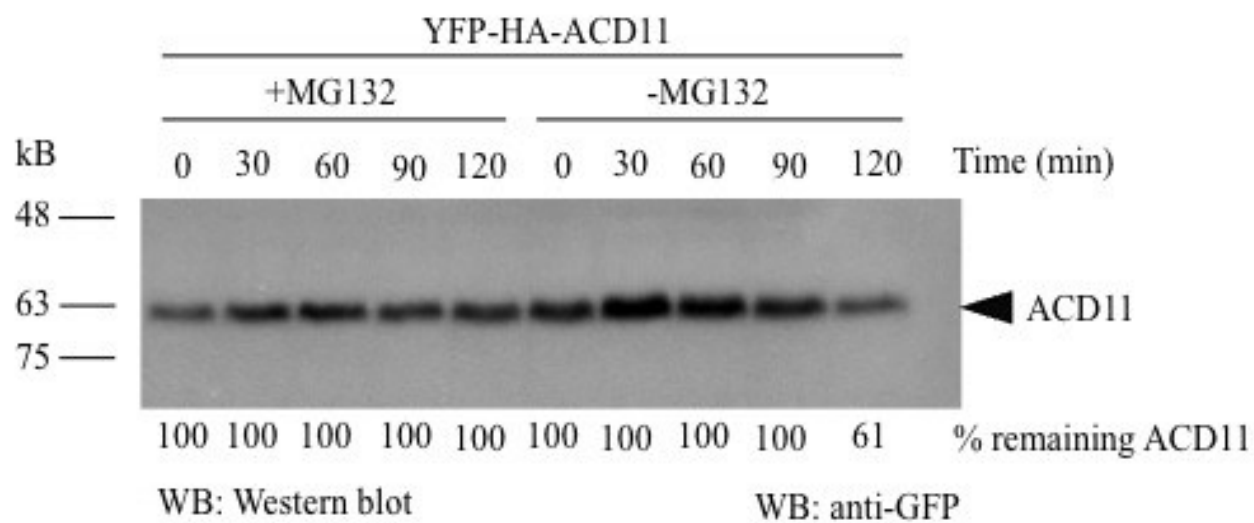 YFP-HA-ACD11
+MG132 -MG132
kB 0 30 60 90 120 0 30 60 90 120 Time (min)
48
63 ACD11
75
100 100 100 100 100 100 100 100 100 61 % remaining ACD11
WB: Western blot WB: anti-GFP